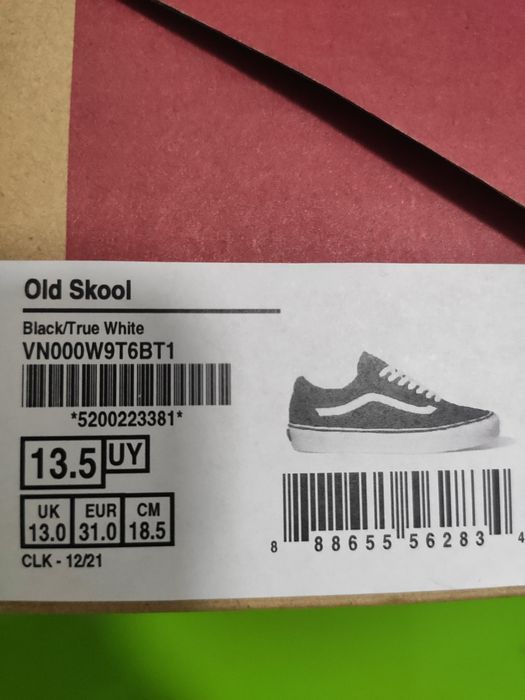 Old Skool
Black/True White
VN000W9T6BT1
*5200223381*
13.5 UY
UK EUR CM
13.0 31.0 18.5
CLK - 12/21
8 88655 56283 4